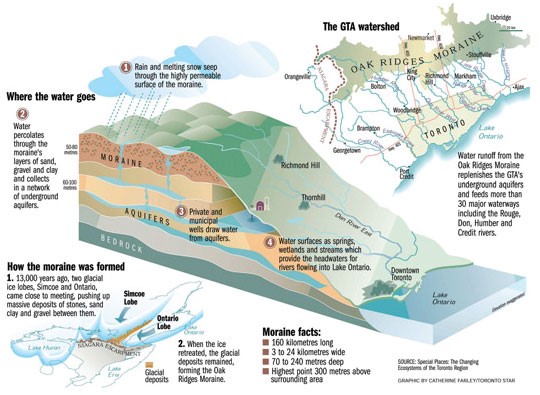 The GTA watershed
Uxbridge
20 km
Newmarket
OAK RIDGES MORAINE
Stouffville
Orangeville
King
City
Richmond
Hill
Markham
Bolton
Ajax
NIAGARA ESCARPMENT
Woodbridge
Brampton
TORONTO
Georgetown
Hwy. 401
Lake
Ontario
Port
Credit
Water runoff from the
Oak Ridges Moraine
replenishes the GTA's
underground aquifers
and feeds more than
30 major waterways
including the Rouge,
Don, Humber and
Credit rivers.
1 Rain and melting snow seep
through the highly permeable
surface of the moraine.
Where the water goes
2
Water
percolates
through the
moraine's
layers of sand,
gravel and clay
and collects
in a network
of underground
aquifers.
50-80
metres
MORAINE
60-100
metres
AQUIFERS
BEDROCK
3 Private and
municipal
wells draw water
from aquifers.
Richmond Hill
Thornhill
Don River East
4 Water surfaces as springs,
wetlands and streams which
provide the headwaters for
rivers flowing into Lake Ontario.
Downtown
Toronto
Lake
Ontario
Elevation exaggerated
How the moraine was formed
1. 13,000 years ago, two glacial
ice lobes, Simcoe and Ontario,
came close to meeting, pushing up
massive deposits of stones, sand
clay and gravel between them.
Simcoe
Lobe
Ontario
Lobe
Lake Huron
NIAGARA ESCARPMENT
Lake
Ontario
Lake
Erie
Glacial
deposits
2. When the ice
retreated, the glacial
deposits remained,
forming the Oak
Ridges Moraine.
Moraine facts:
160 kilometres long
3 to 24 kilometres wide
70 to 240 metres deep
Highest point 300 metres above
surrounding area
SOURCE: Special Places: The Changing
Ecosystems of the Toronto Region
GRAPHIC BY CATHERINE FARLEY/TORONTO STAR